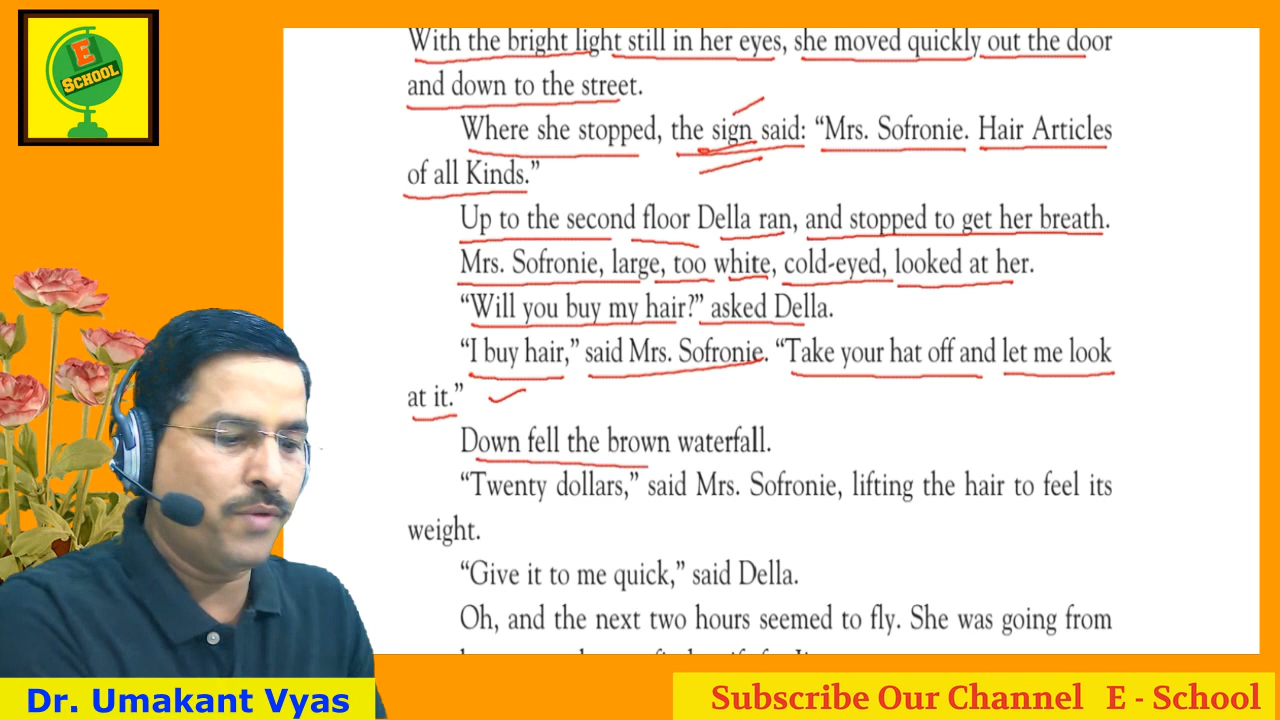 E
SCHOOL
With the bright light still in her eyes, she moved quickly out the door
and down to the street.
Where she stopped, the sign said: “Mrs. Sofronie. Hair Articles
of all Kinds.”
Up to the second floor Della ran, and stopped to get her breath.
Mrs. Sofronie, large, too white, cold-eyed, looked at her.
“Will you buy my hair?” asked Della.
“I buy hair,” said Mrs. Sofronie. “Take your hat off and let me look
at it.”
Down fell the brown waterfall.
“Twenty dollars,” said Mrs. Sofronie, lifting the hair to feel its
weight.
“Give it to me quick,” said Della.
Oh, and the next two hours seemed to fly. She was going from
Dr. Umakant Vyas
Subscribe Our Channel E - School